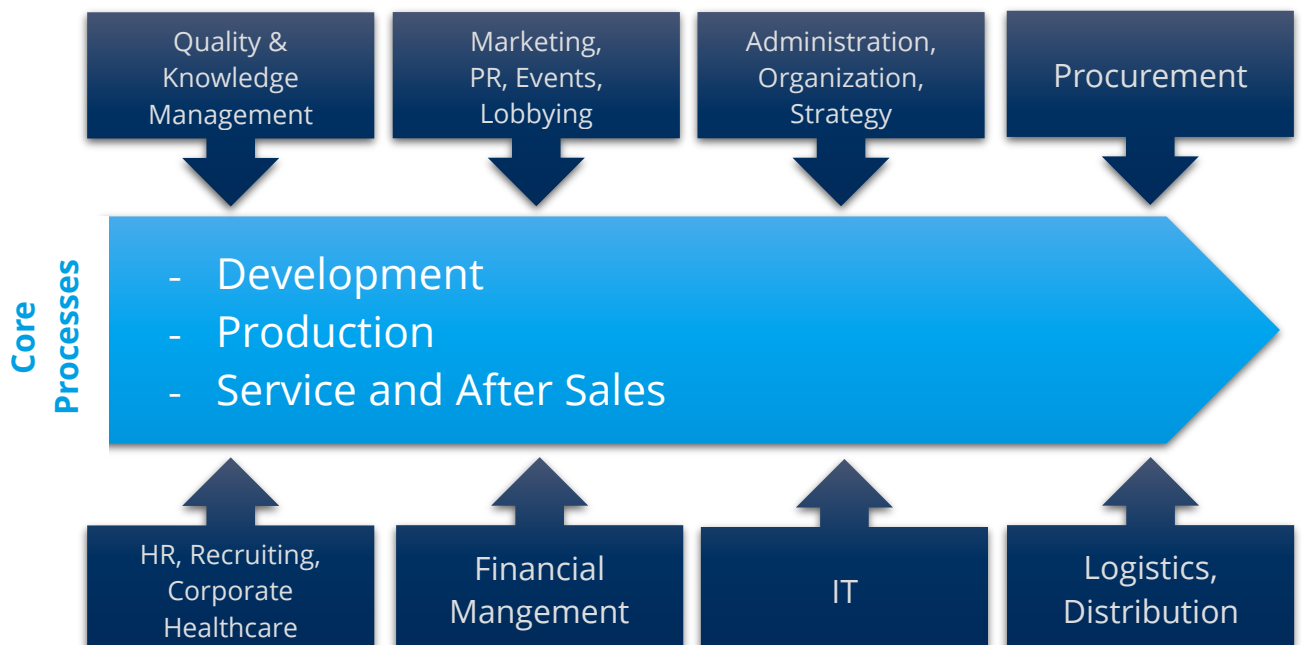 Quality &
Knowledge
Management
Marketing,
PR, Events,
Lobbying
Administration,
Organization,
Strategy
Procurement
Core
Processes
- Development
- Production
- Service and After Sales
HR, Recruiting,
Corporate
Healthcare
Financial
Mangement
IT
Logistics,
Distribution